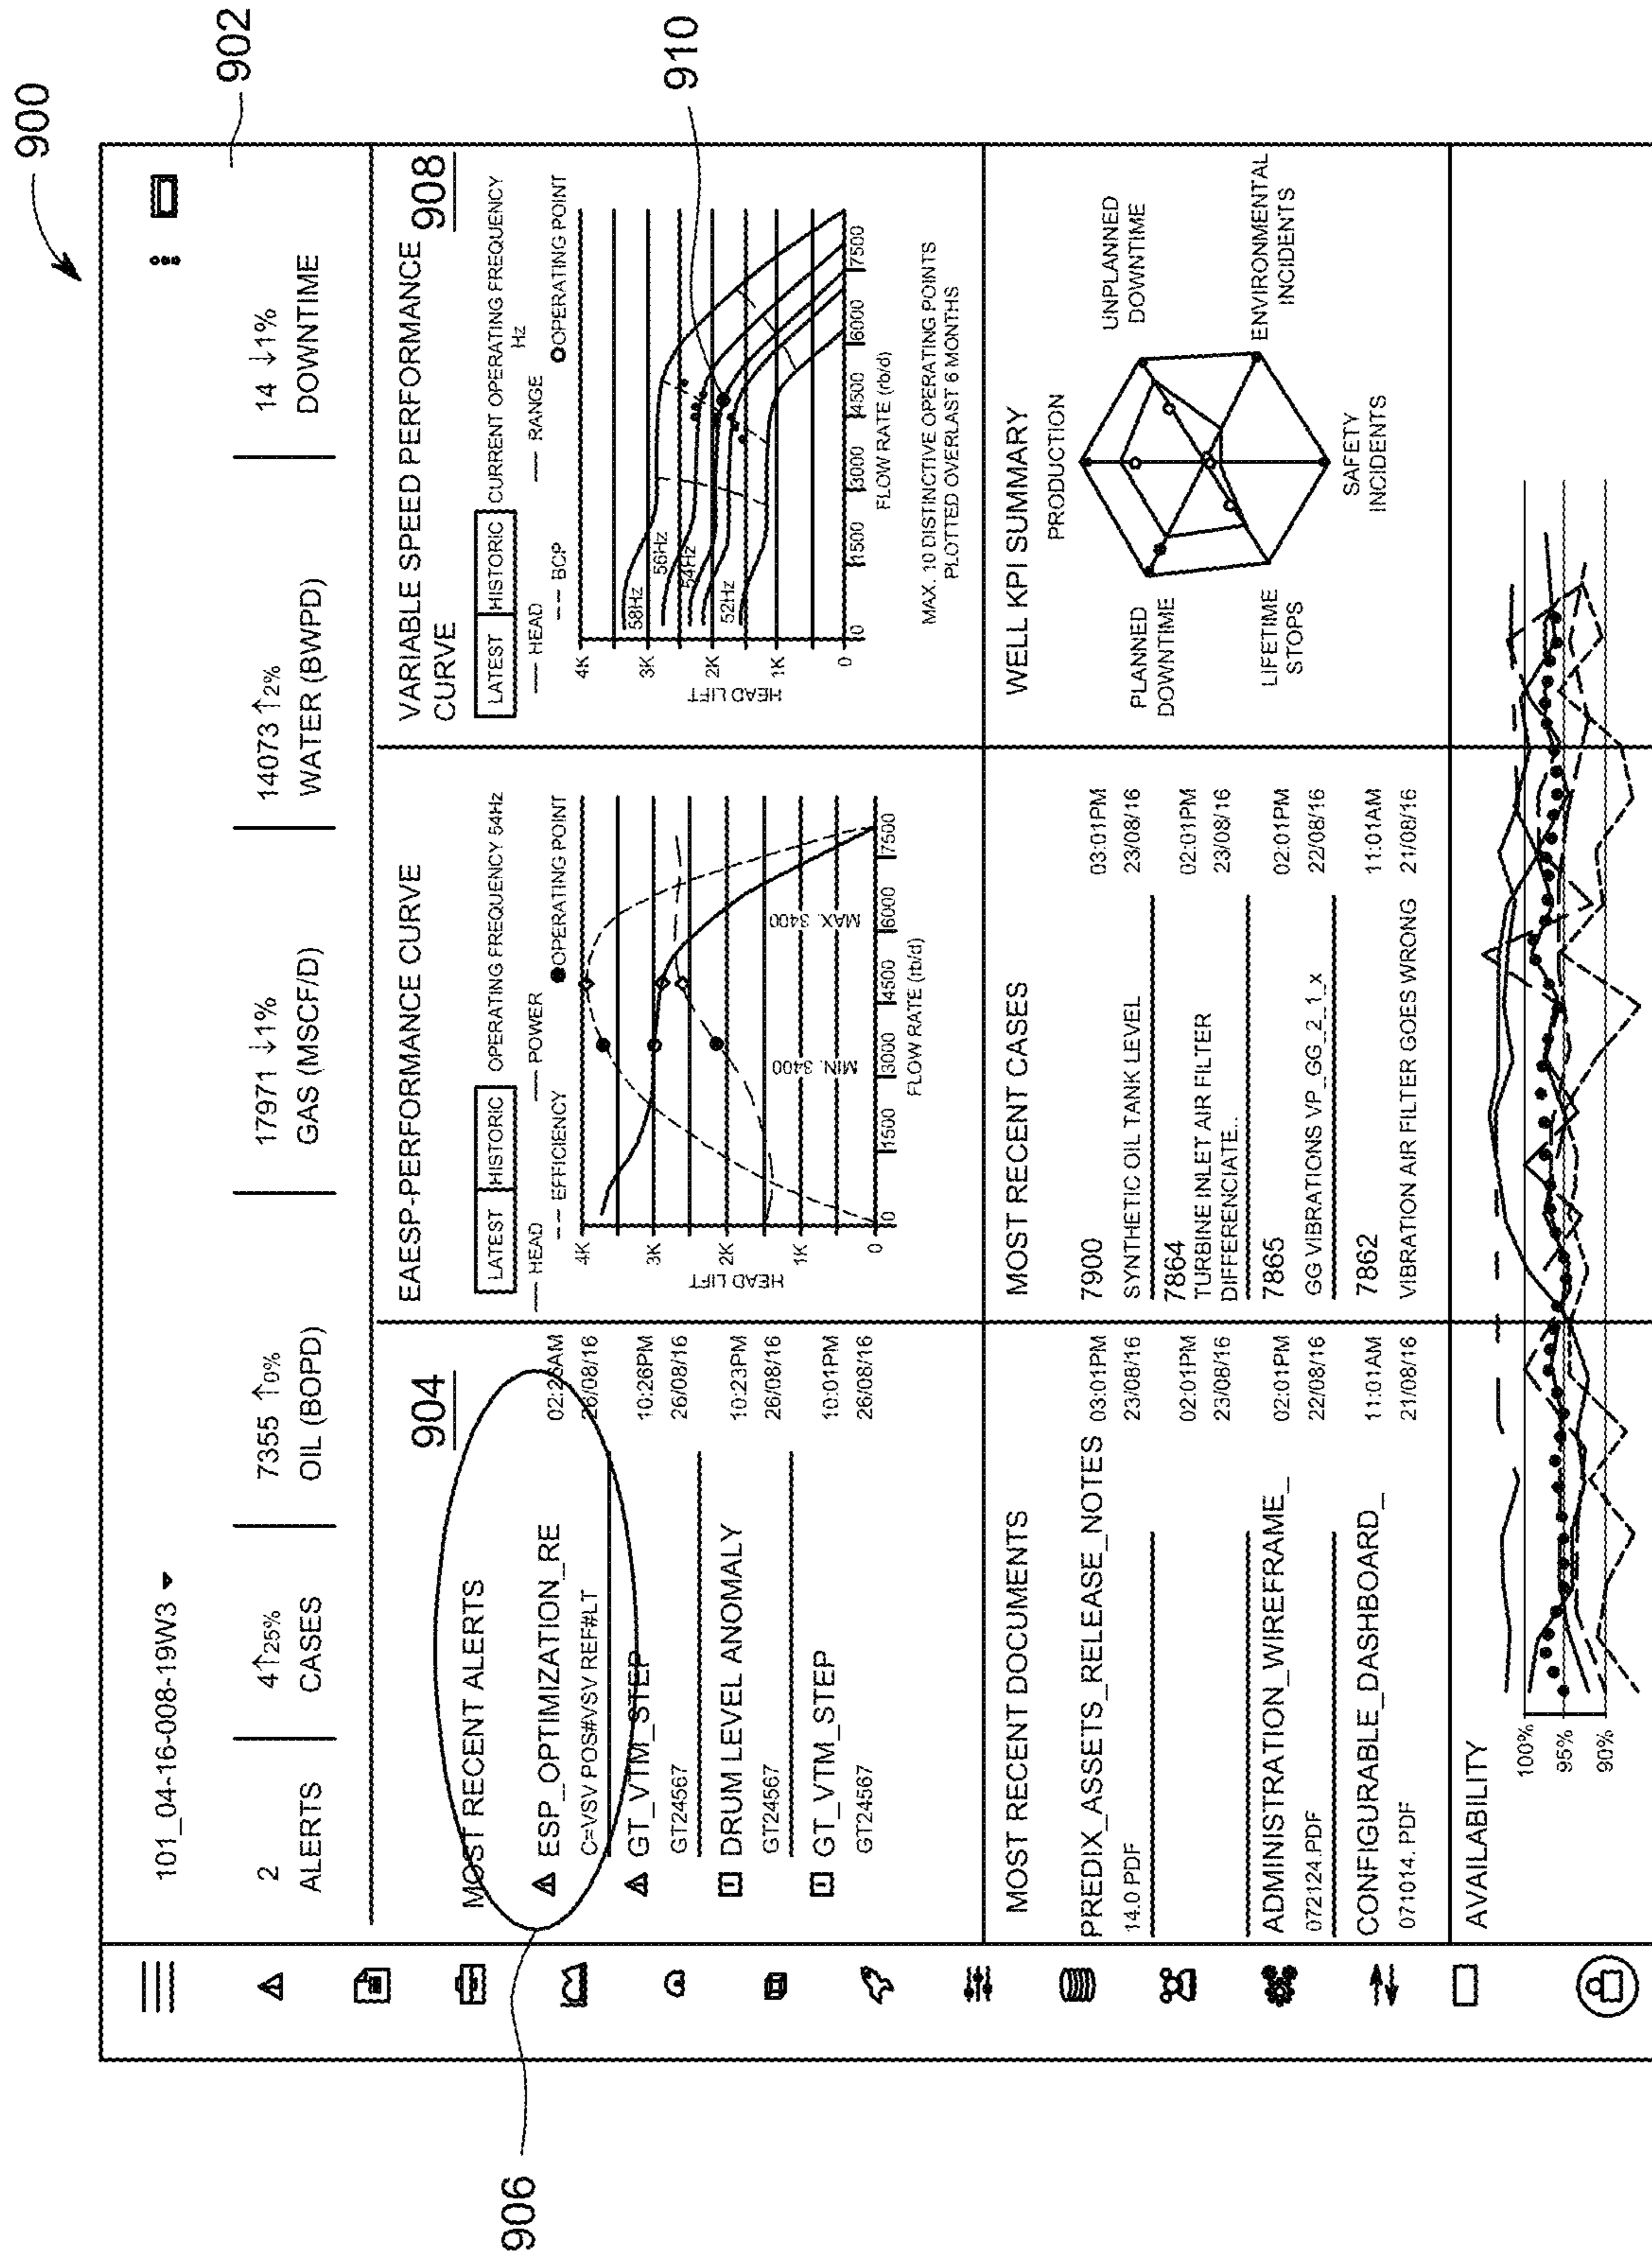 900
902
101_04-16-008-19W3
2
ALERTS
4↑25%
CASES
7355 ↑0%
OIL (BOPD)
17971 ↓1%
GAS (MSCF/D)
14073 ↑2%
WATER (BWPD)
14 ↓1%
DOWNTIME
904
MOST RECENT ALERTS
ESP_OPTIMIZATION_RE
02:26AM
C=VSV POS#VSV REF#LT
26/08/16
GT_VTM_STEP
10:26PM
GT24567
26/08/16
DRUM LEVEL ANOMALY
10:23PM
GT24567
26/08/16
GT_VTM_STEP
10:01PM
GT24567
26/08/16
906
EAESP-PERFORMANCE CURVE
LATEST
HISTORIC
OPERATING FREQUENCY 54Hz
HEAD
POWER
EFFICIENCY
OPERATING POINT
4K
3K
2K
1K
0
HEAD LIFT
MIN. 3400
MAX. 3400
0
1500
3000
4500
6000
7500
FLOW RATE (rb/d)
VARIABLE SPEED PERFORMANCE
CURVE
908
LATEST
HISTORIC
CURRENT OPERATING FREQUENCY
Hz
HEAD
RANGE
BOP
OPERATING POINT
910
4K
3K
2K
1K
0
HEAD LIFT
58Hz
56Hz
54Hz
52Hz
0
1500
3000
4500
6000
7500
FLOW RATE (rb/d)
MAX. 10 DISTINCTIVE OPERATING POINTS
PLOTTED OVERLAST 6 MONTHS
MOST RECENT DOCUMENTS
PREDIX_ASSETS_RELEASE_NOTES
03:01PM
14.0 PDF
23/08/16
02:01PM
23/08/16
ADMINISTRATION_WIREFRAME_
02:01PM
072124.PDF
22/08/16
CONFIGURABLE_DASHBOARD_
11:01AM
071014. PDF
21/08/16
MOST RECENT CASES
7900
03:01PM
SYNTHETIC OIL TANK LEVEL
23/08/16
7864
02:01PM
TURBINE INLET AIR FILTER
DIFFERENCIATE..
23/08/16
7865
02:01PM
GG VIBRATIONS VP_GG_2_1_x
22/08/16
7862
11:01AM
VIBRATION AIR FILTER GOES WRONG
21/08/16
WELL KPI SUMMARY
PRODUCTION
PLANNED
DOWNTIME
UNPLANNED
DOWNTIME
LIFETIME
STOPS
ENVIRONMENTAL
INCIDENTS
SAFETY
INCIDENTS
AVAILABILITY
100%
95%
90%